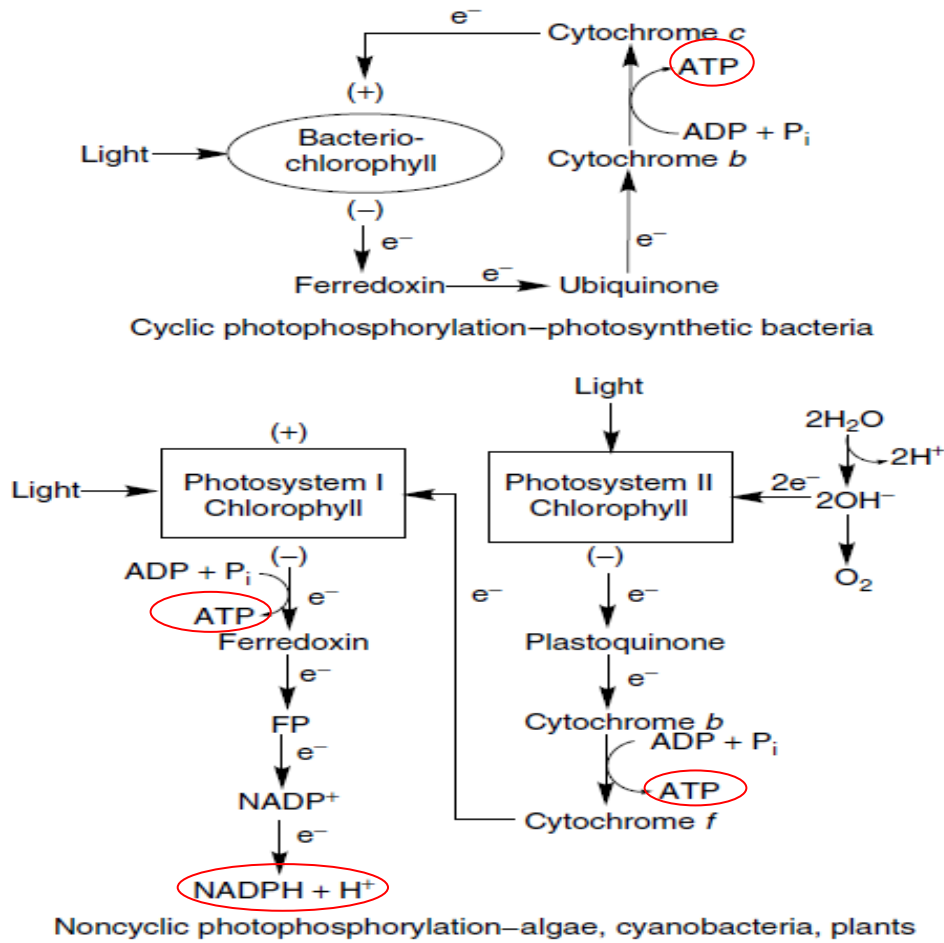 e⁻
Cytochrome c
ATP
(+)
ADP + Pᵢ
Light
Bacterio-
chlorophyll
Cytochrome b
(–)
e⁻
e⁻
Ferredoxin
e⁻
Ubiquinone
Cyclic photophosphorylation–photosynthetic bacteria
Light
2H₂O
2H⁺
(+)
Light
Photosystem I
Chlorophyll
Photosystem II
Chlorophyll
2e⁻
2OH⁻
O₂
(–)
ADP + Pᵢ
e⁻
ATP
Ferredoxin
e⁻
FP
e⁻
NADP⁺
e⁻
NADPH + H⁺
e⁻
(–)
e⁻
Plastoquinone
e⁻
Cytochrome b
ADP + Pᵢ
ATP
Cytochrome f
Noncyclic photophosphorylation–algae, cyanobacteria, plants